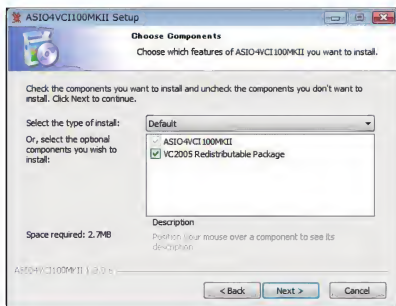 ASIO4VCI100MKII Setup
Choose Components
Choose which features of ASIO4VCI100MKII you want to install.
Check the components you want to install and uncheck the components you don't want to
install. Click Next to continue.
Select the type of install:
Default
Or, select the optional
components you wish to
install:
ASIO4VCI100MKII
VC2005 Redistributable Package
Space required: 2.7MB
Description
Position your mouse over a component to see its
description.
ASIO4VCI100MKII
< Back
Next >
Cancel